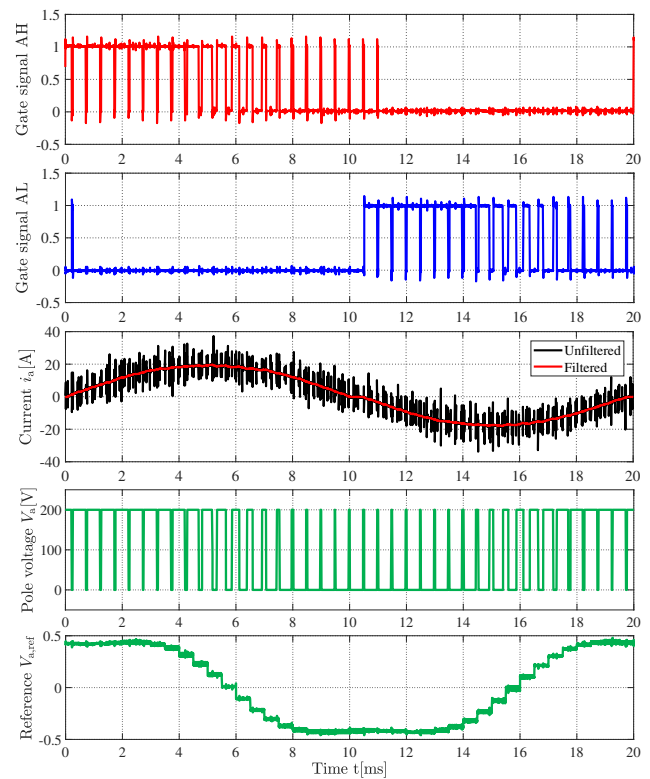 Gate signal AH
1.5
1
0.5
0
-0.5
0 2 4 6 8 10 12 14 16 18 20
Gate signal AL
1.5
1
0.5
0
-0.5
0 2 4 6 8 10 12 14 16 18 20
Current ia[A]
40
20
0
-20
-40
Unfiltered
Filtered
0 2 4 6 8 10 12 14 16 18 20
Pole voltage Va[V]
200
100
0
0 2 4 6 8 10 12 14 16 18 20
Reference Va,ref
0.5
0
-0.5
0 2 4 6 8 10 12 14 16 18 20
Time t[ms]